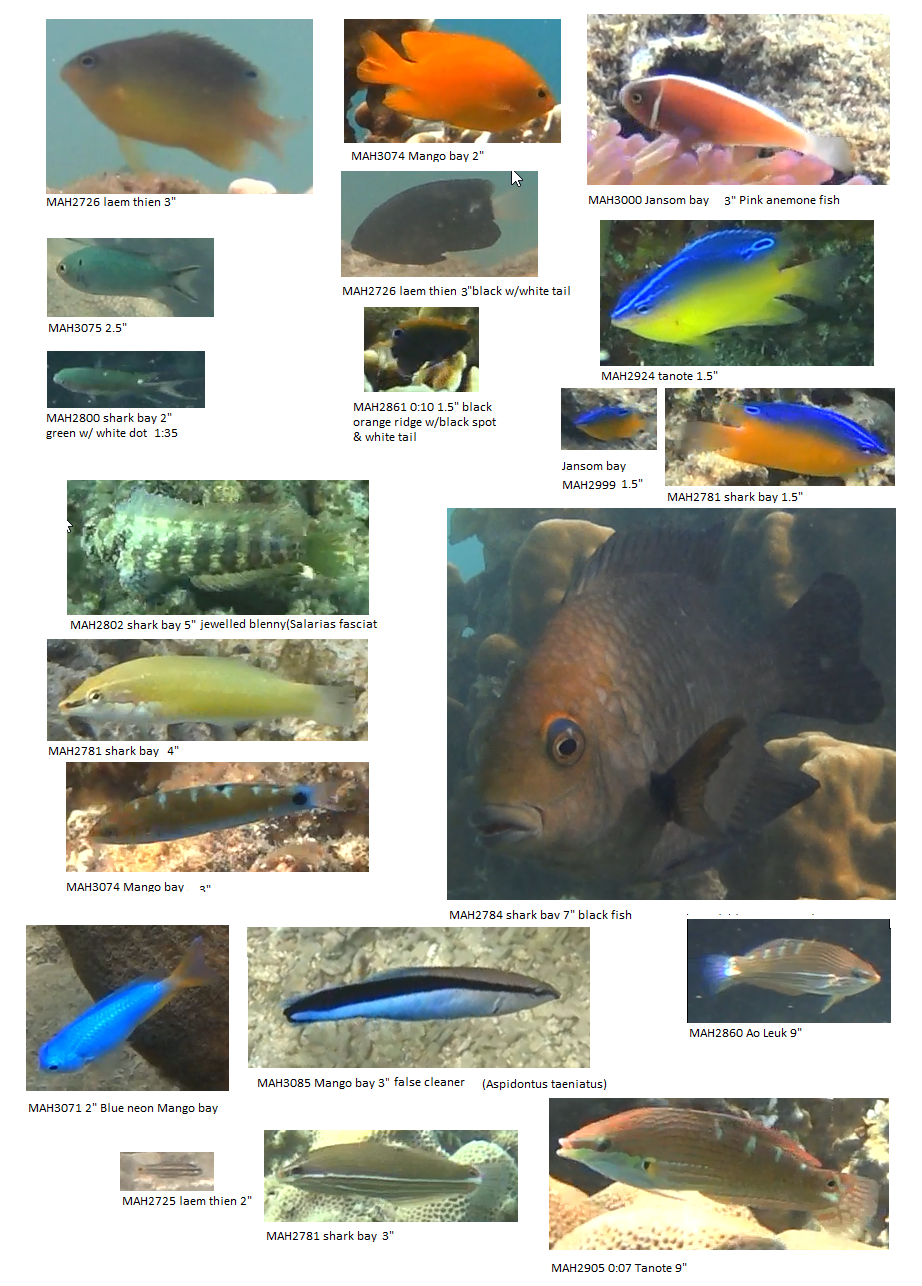 MAH2726 laem thien 3"
MAH3074 Mango bay 2"
MAH3000 Jansom bay 3" Pink anemone fish
MAH2726 laem thien 3"black w/white tail
MAH3075 2.5"
MAH2924 tanote 1.5"
MAH2800 shark bay 2"
green w/ white dot 1:35
MAH2861 0:10 1.5" black
orange ridge w/black spot
& white tail
Jansom bay
MAH2999 1.5"
MAH2781 shark bay 1.5"
MAH2802 shark bay 5" jewelled blenny(Salarias fasciat
MAH2781 shark bay 4"
MAH3074 Mango bay 3"
MAH2784 shark bay 7" black fish
MAH2860 Ao Leuk 9"
MAH3085 Mango bay 3" false cleaner (Aspidontus taeniatus)
MAH3071 2" Blue neon Mango bay
MAH2725 laem thien 2"
MAH2781 shark bay 3"
MAH2905 0:07 Tanote 9"